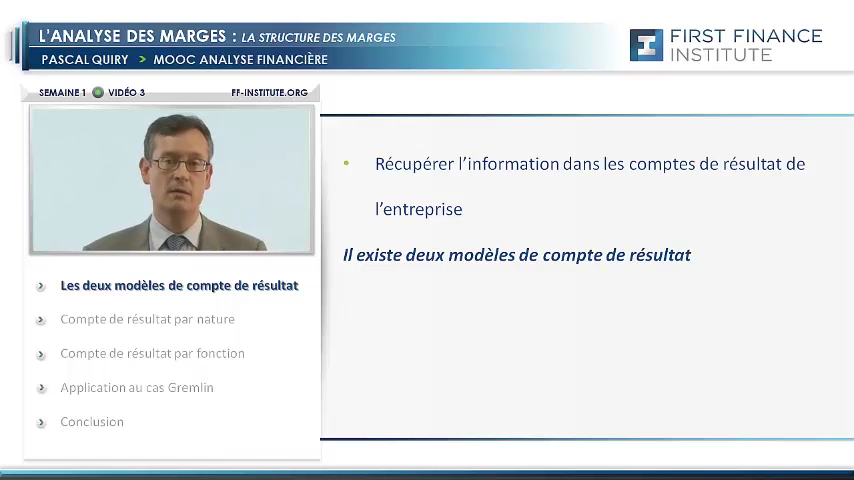 L'ANALYSE DES MARGES : LA STRUCTURE DES MARGES
PASCAL QUIRY > MOOC ANALYSE FINANCIÈRE
FIRST FINANCE
INSTITUTE
SEMAINE 1 VIDÉO 3 FF-INSTITUTE.ORG
• Récupérer l'information dans les comptes de résultat de
l'entreprise
Il existe deux modèles de compte de résultat
Les deux modèles de compte de résultat
Compte de résultat par nature
Compte de résultat par fonction
Application au cas Gremlin
Conclusion